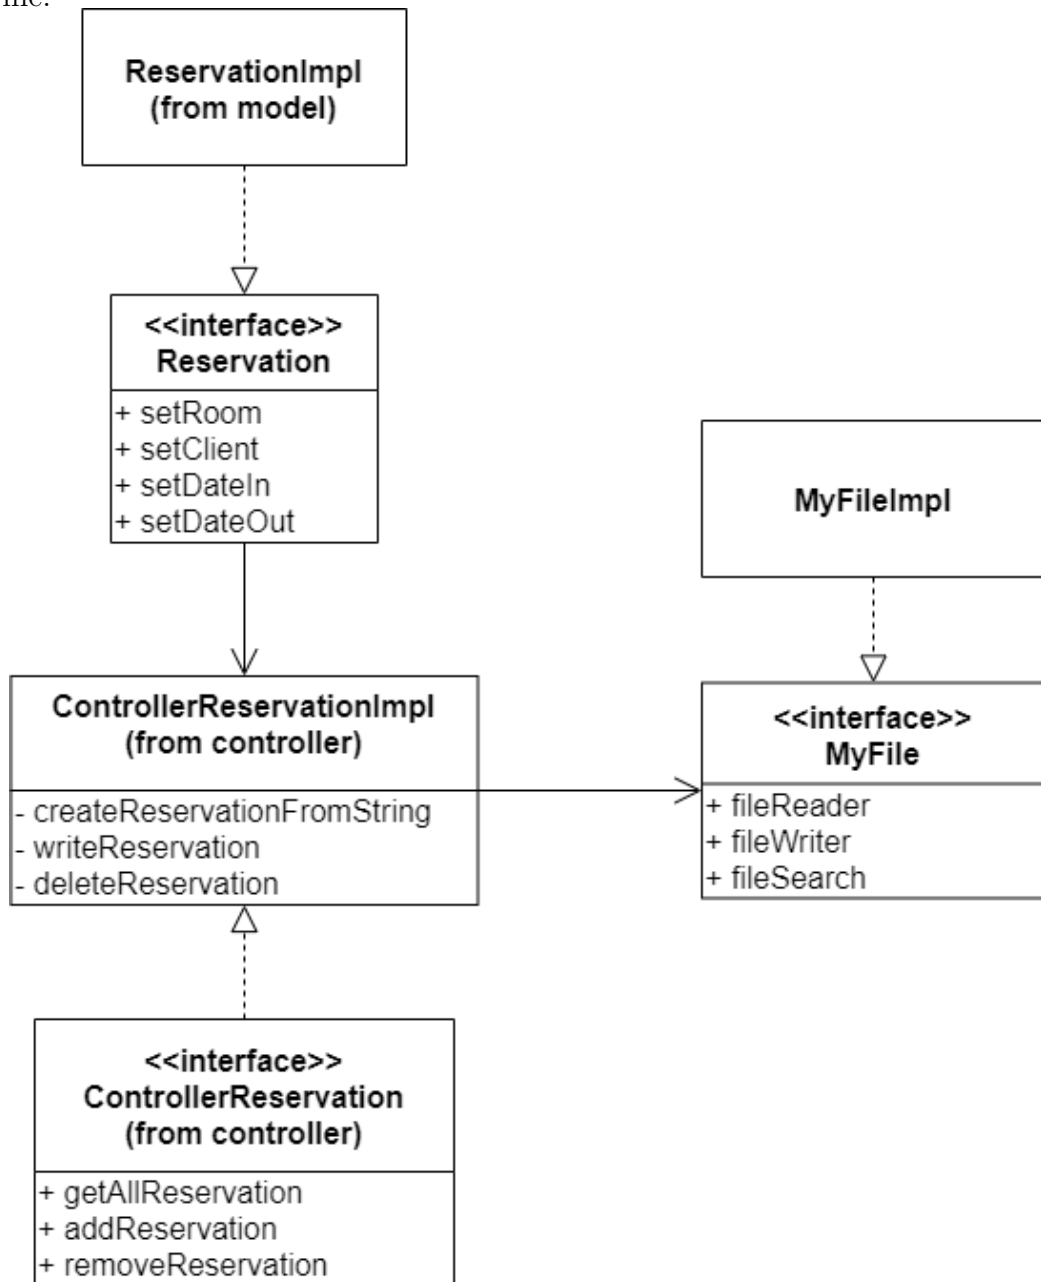 ReservationImpl
(from model)
<<interface>>
Reservation
+ setRoom
+ setClient
+ setDateIn
+ setDateOut
MyFileImpl
ControllerReservationImpl
(from controller)
- createReservationFromString
- writeReservation
- deleteReservation
<<interface>>
MyFile
+ fileReader
+ fileWriter
+ fileSearch
<<interface>>
ControllerReservation
(from controller)
+ getAllReservation
+ addReservation
+ removeReservation